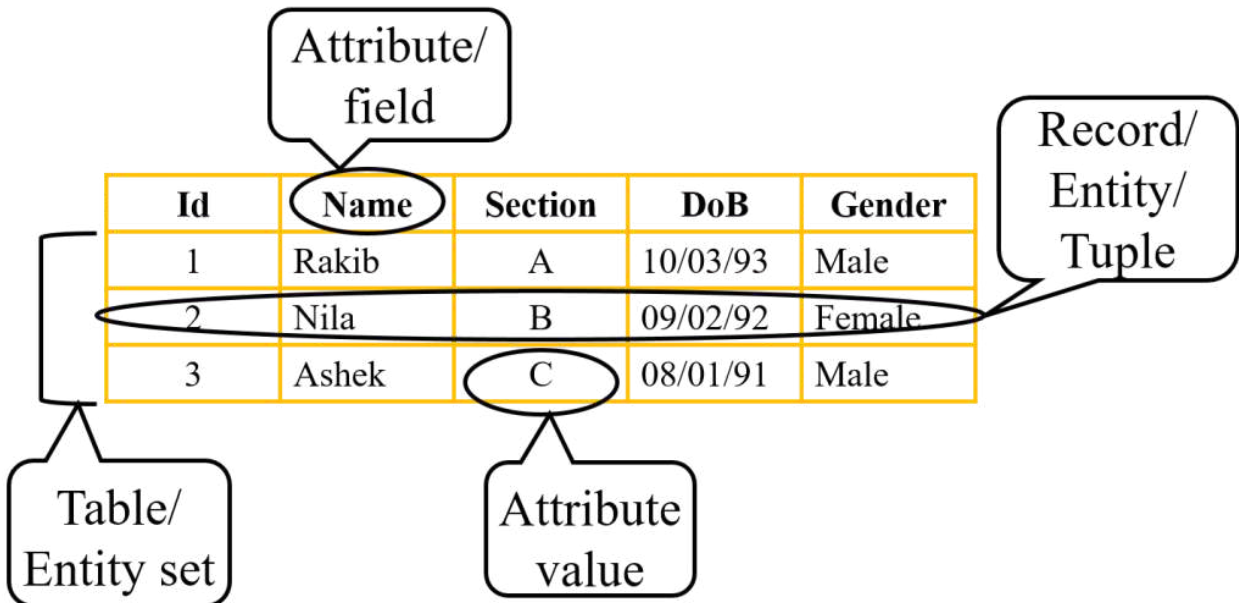 Attribute/
field
Record/
Entity/
Tuple
Id Name Section DoB Gender
1 Rakib A 10/03/93 Male
2 Nila B 09/02/92 Female
3 Ashek C 08/01/91 Male
Table/
Entity set
Attribute
value